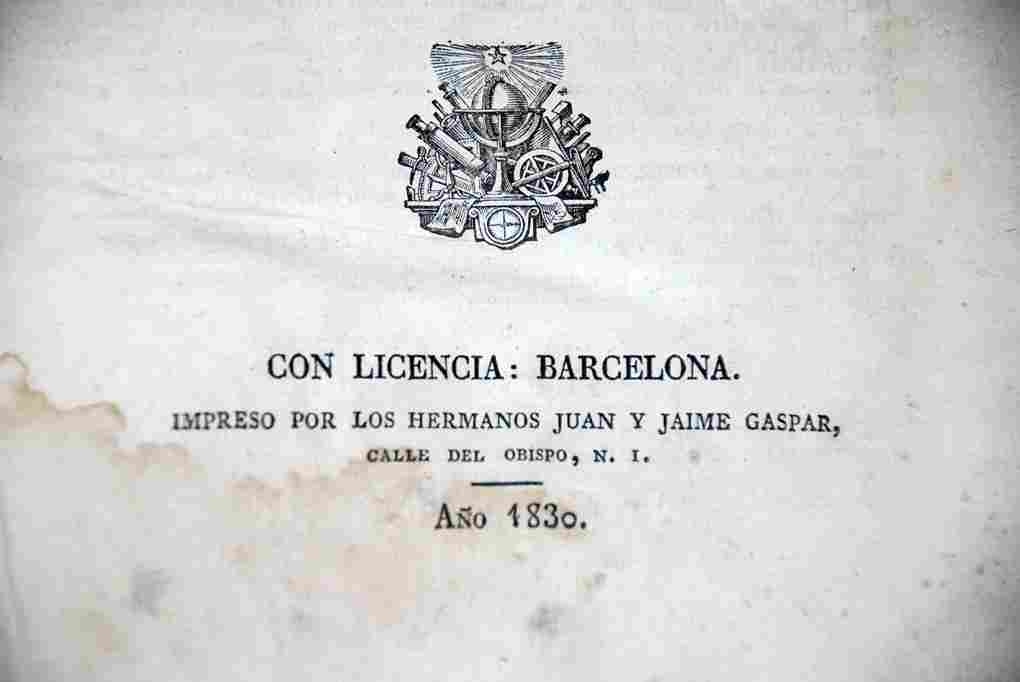 CON LICENCIA: BARCELONA.
IMPRESO POR LOS HERMANOS JUAN Y JAIME GASPAR,
CALLE DEL OBISPO, N. I.
AÑO 1830.